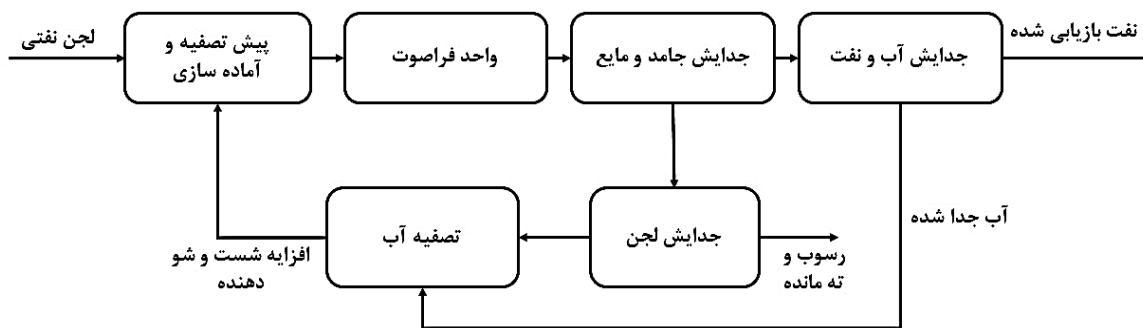 لجن نفتی
پیش تصفیه و
آماده سازی
واحد فراصوت
جدایش جامد و مایع
جدایش آب و نفت
نفت بازیابی شده
آب جدا شده
جدایش لجن
رسوب و
ته مانده
تصفیه آب
افزایه شست و شو
دهنده